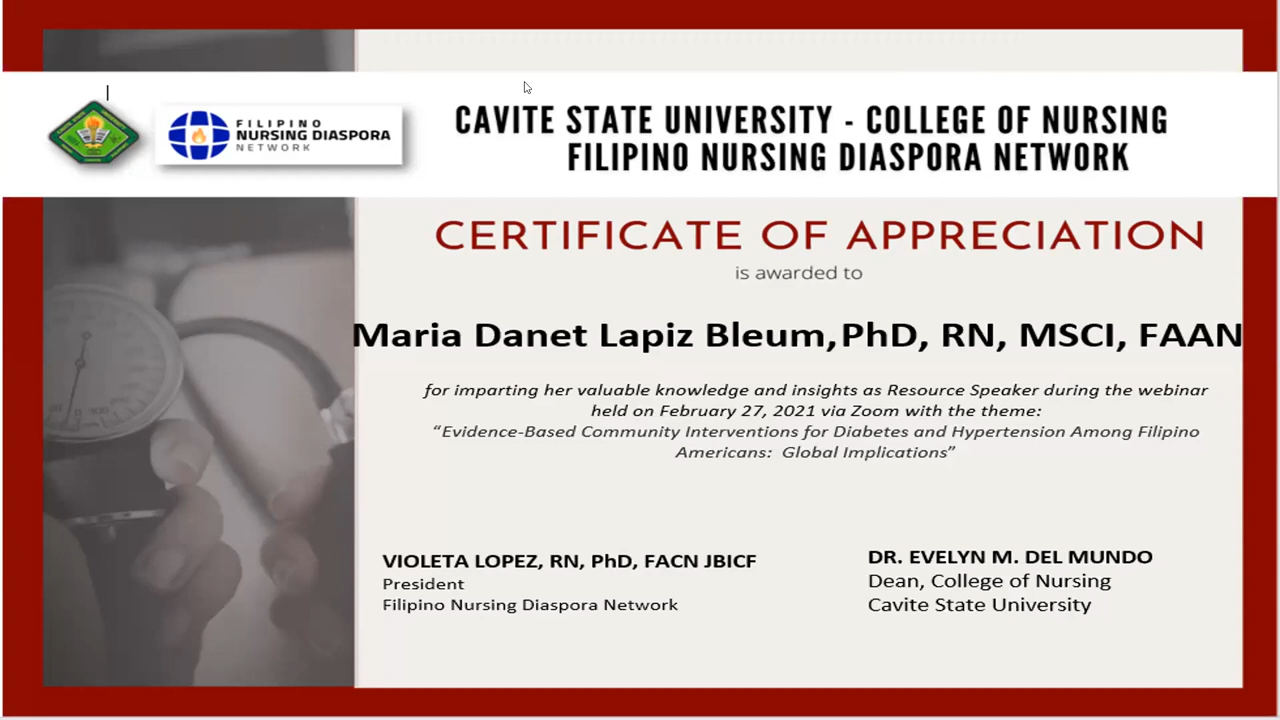 FILIPINO
NURSING DIASPORA
NETWORK
CAVITE STATE UNIVERSITY - COLLEGE OF NURSING
FILIPINO NURSING DIASPORA NETWORK
CERTIFICATE OF APPRECIATION
is awarded to
Maria Danet Lapiz Bleum,PhD, RN, MSCI, FAAN
for imparting her valuable knowledge and insights as Resource Speaker during the webinar
held on February 27, 2021 via Zoom with the theme:
“Evidence-Based Community Interventions for Diabetes and Hypertension Among Filipino
Americans: Global Implications”
VIOLETA LOPEZ, RN, PhD, FACN JBICF
President
Filipino Nursing Diaspora Network
DR. EVELYN M. DEL MUNDO
Dean, College of Nursing
Cavite State University